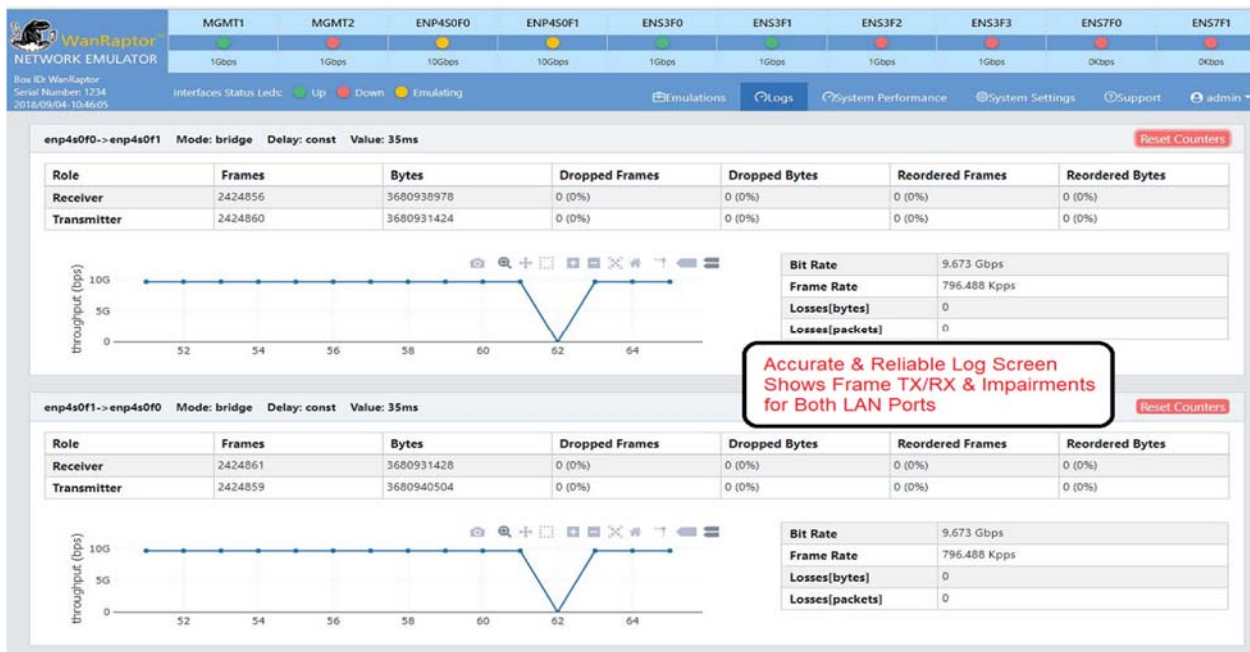 MGMT1 MGMT2 ENP4S0F0 ENP4S0F1 ENS3F0 ENS3F1 ENS3F2 ENS3F3 ENS7F0 ENS7F1
WanRaptor™
NETWORK EMULATOR
1Gbps 1Gbps 10Gbps 10Gbps 1Gbps 1Gbps 1Gbps 1Gbps 0Kbps 0Kbps
Box ID: WanRaptor
Serial Number: 1234
2018/09/04-10:46:05
Interfaces Status Leds: Up Down Emulating
Emulations Logs System Performance System Settings Support admin
enp4s0f0->enp4s0f1 Mode: bridge Delay: const Value: 35ms Reset Counters
Role Frames Bytes Dropped Frames Dropped Bytes Reordered Frames Reordered Bytes
Receiver 2424856 3680938978 0 (0%) 0 (0%) 0 (0%) 0 (0%)
Transmitter 2424860 3680931424 0 (0%) 0 (0%) 0 (0%) 0 (0%)
throughput (bps)
10G
5G
0
52 54 56 58 60 62 64
Bit Rate 9.673 Gbps
Frame Rate 796.488 Kpps
Losses[bytes] 0
Losses[packets] 0
Accurate & Reliable Log Screen
Shows Frame TX/RX & Impairments
for Both LAN Ports
enp4s0f1->enp4s0f0 Mode: bridge Delay: const Value: 35ms Reset Counters
Role Frames Bytes Dropped Frames Dropped Bytes Reordered Frames Reordered Bytes
Receiver 2424861 3680931428 0 (0%) 0 (0%) 0 (0%) 0 (0%)
Transmitter 2424859 3680940504 0 (0%) 0 (0%) 0 (0%) 0 (0%)
throughput (bps)
10G
5G
0
52 54 56 58 60 62 64
Bit Rate 9.673 Gbps
Frame Rate 796.488 Kpps
Losses[bytes] 0
Losses[packets] 0